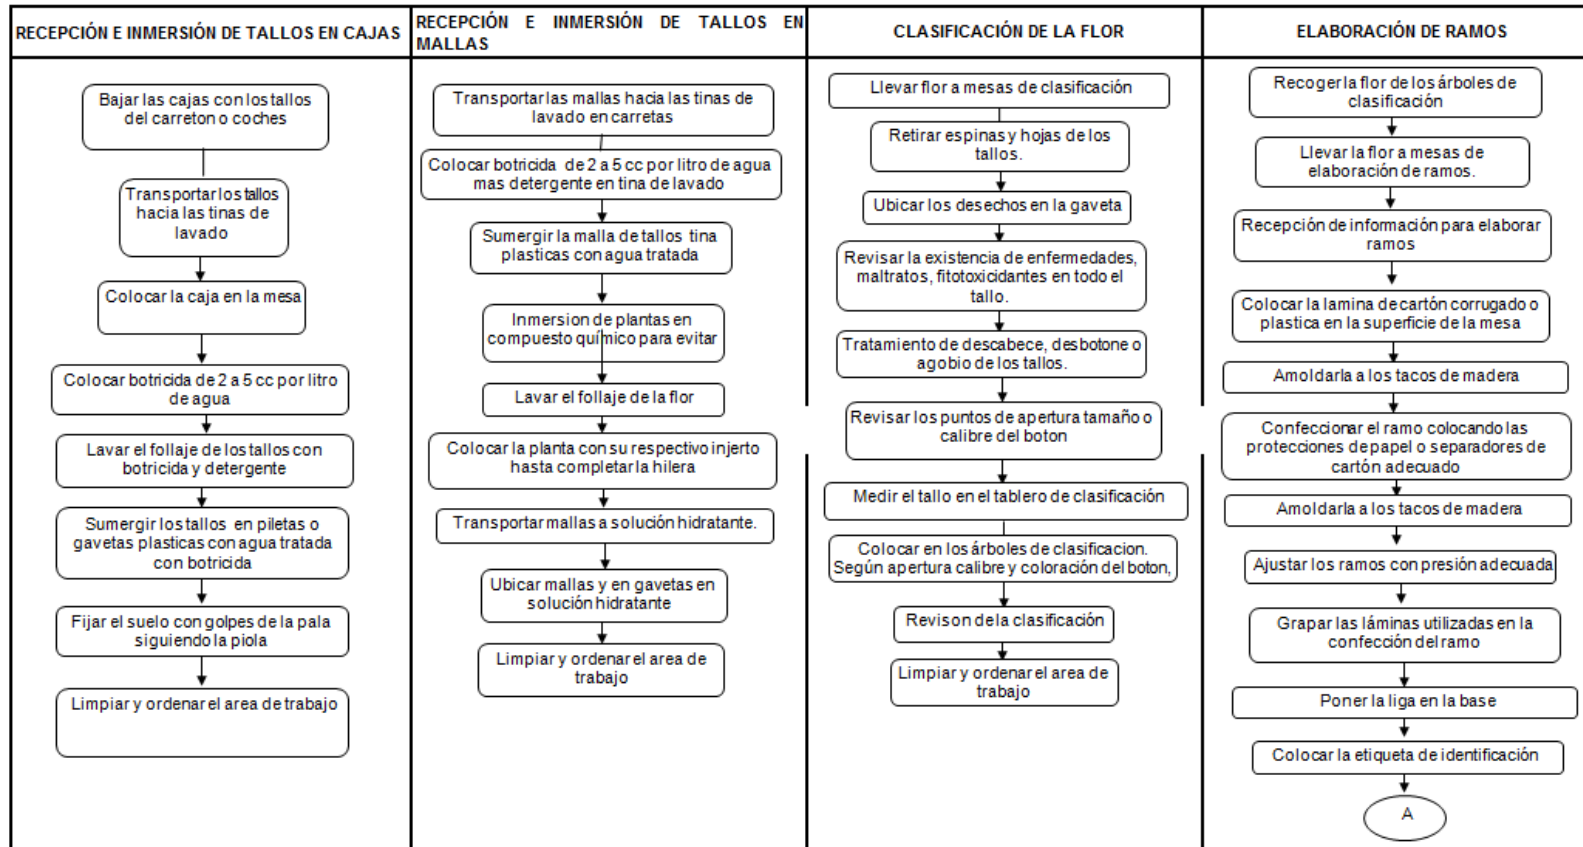 RECEPCIÓN E INMERSIÓN DE TALLOS EN CAJAS
Bajar las cajas con los tallos
del carreton o coches
Transportar los tallos
hacia las tinas de
lavado
Colocar la caja en la mesa
Colocar botricida de 2 a 5 cc por litro
de agua
Lavar el follaje de los tallos con
botricida y detergente
Sumergir los tallos en piletas o
gavetas plasticas con agua tratada
con botricida
Fijar el suelo con golpes de la pala
siguiendo la piola
Limpiar y ordenar el area de trabajo
RECEPCIÓN E INMERSIÓN DE TALLOS EN
MALLAS
Transportar las mallas hacia las tinas de
lavado en carretas
Colocar botricida de 2 a 5 cc por litro de agua
mas detergente en tina de lavado
Sumergir la malla de tallos tina
plasticas con agua tratada
Inmersion de plantas en
compuesto químico para evitar
Lavar el follaje de la flor
Colocar la planta con su respectivo injerto
hasta completar la hilera
Transportar mallas a solución hidratante.
Ubicar mallas y en gavetas en
solución hidratante
Limpiar y ordenar el area de
trabajo
CLASIFICACIÓN DE LA FLOR
Llevar flor a mesas de clasificación
Retirar espinas y hojas de los
tallos.
Ubicar los desechos en la gaveta
Revisar la existencia de enfermedades,
maltratos, fitotoxicidantes en todo el
tallo.
Tratamiento de descabece, desbotone o
agobio de los tallos.
Revisar los puntos de apertura tamaño o
calibre del boton
Medir el tallo en el tablero de clasificación
Colocar en los árboles de clasificacion.
Según apertura calibre y coloración del boton,
Revison de la clasificación
Limpiar y ordenar el area de
trabajo
ELABORACIÓN DE RAMOS
Recoger la flor de los árboles de
clasificación
Llevar la flor a mesas de
elaboración de ramos.
Recepción de información para elaborar
ramos
Colocar la lamina de cartón corrugado o
plastica en la superficie de la mesa
Amoldarla a los tacos de madera
Confeccionar el ramo colocando las
protecciones de papel o separadores de
cartón adecuado
Amoldarla a los tacos de madera
Ajustar los ramos con presión adecuada
Grapar las láminas utilizadas en la
confección del ramo
Poner la liga en la base
Colocar la etiqueta de identificación
A